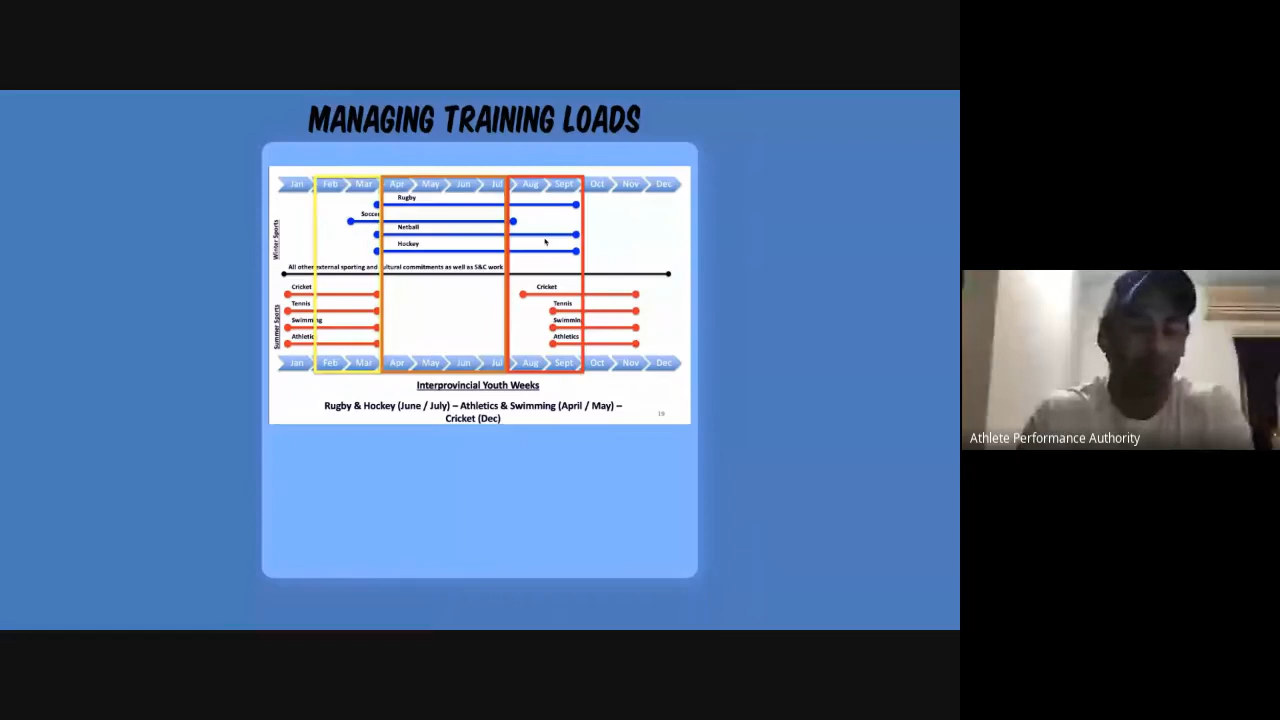 MANAGING TRAINING LOADS
Jan Feb Mar Apr May Jun Jul Aug Sept Oct Nov Dec
Rugby
Soccer
Netball
Hockey
Winter Sports
All other external sporting and cultural commitments as well as S&C work
Cricket Cricket
Tennis Tennis
Swimming Swimming
Athletics Athletics
Summer Sports
Jan Feb Mar Apr May Jun Jul Aug Sept Oct Nov Dec
Interprovincial Youth Weeks
Rugby & Hockey (June / July) – Athletics & Swimming (April / May) –
Cricket (Dec)
19
Athlete Performance Authority